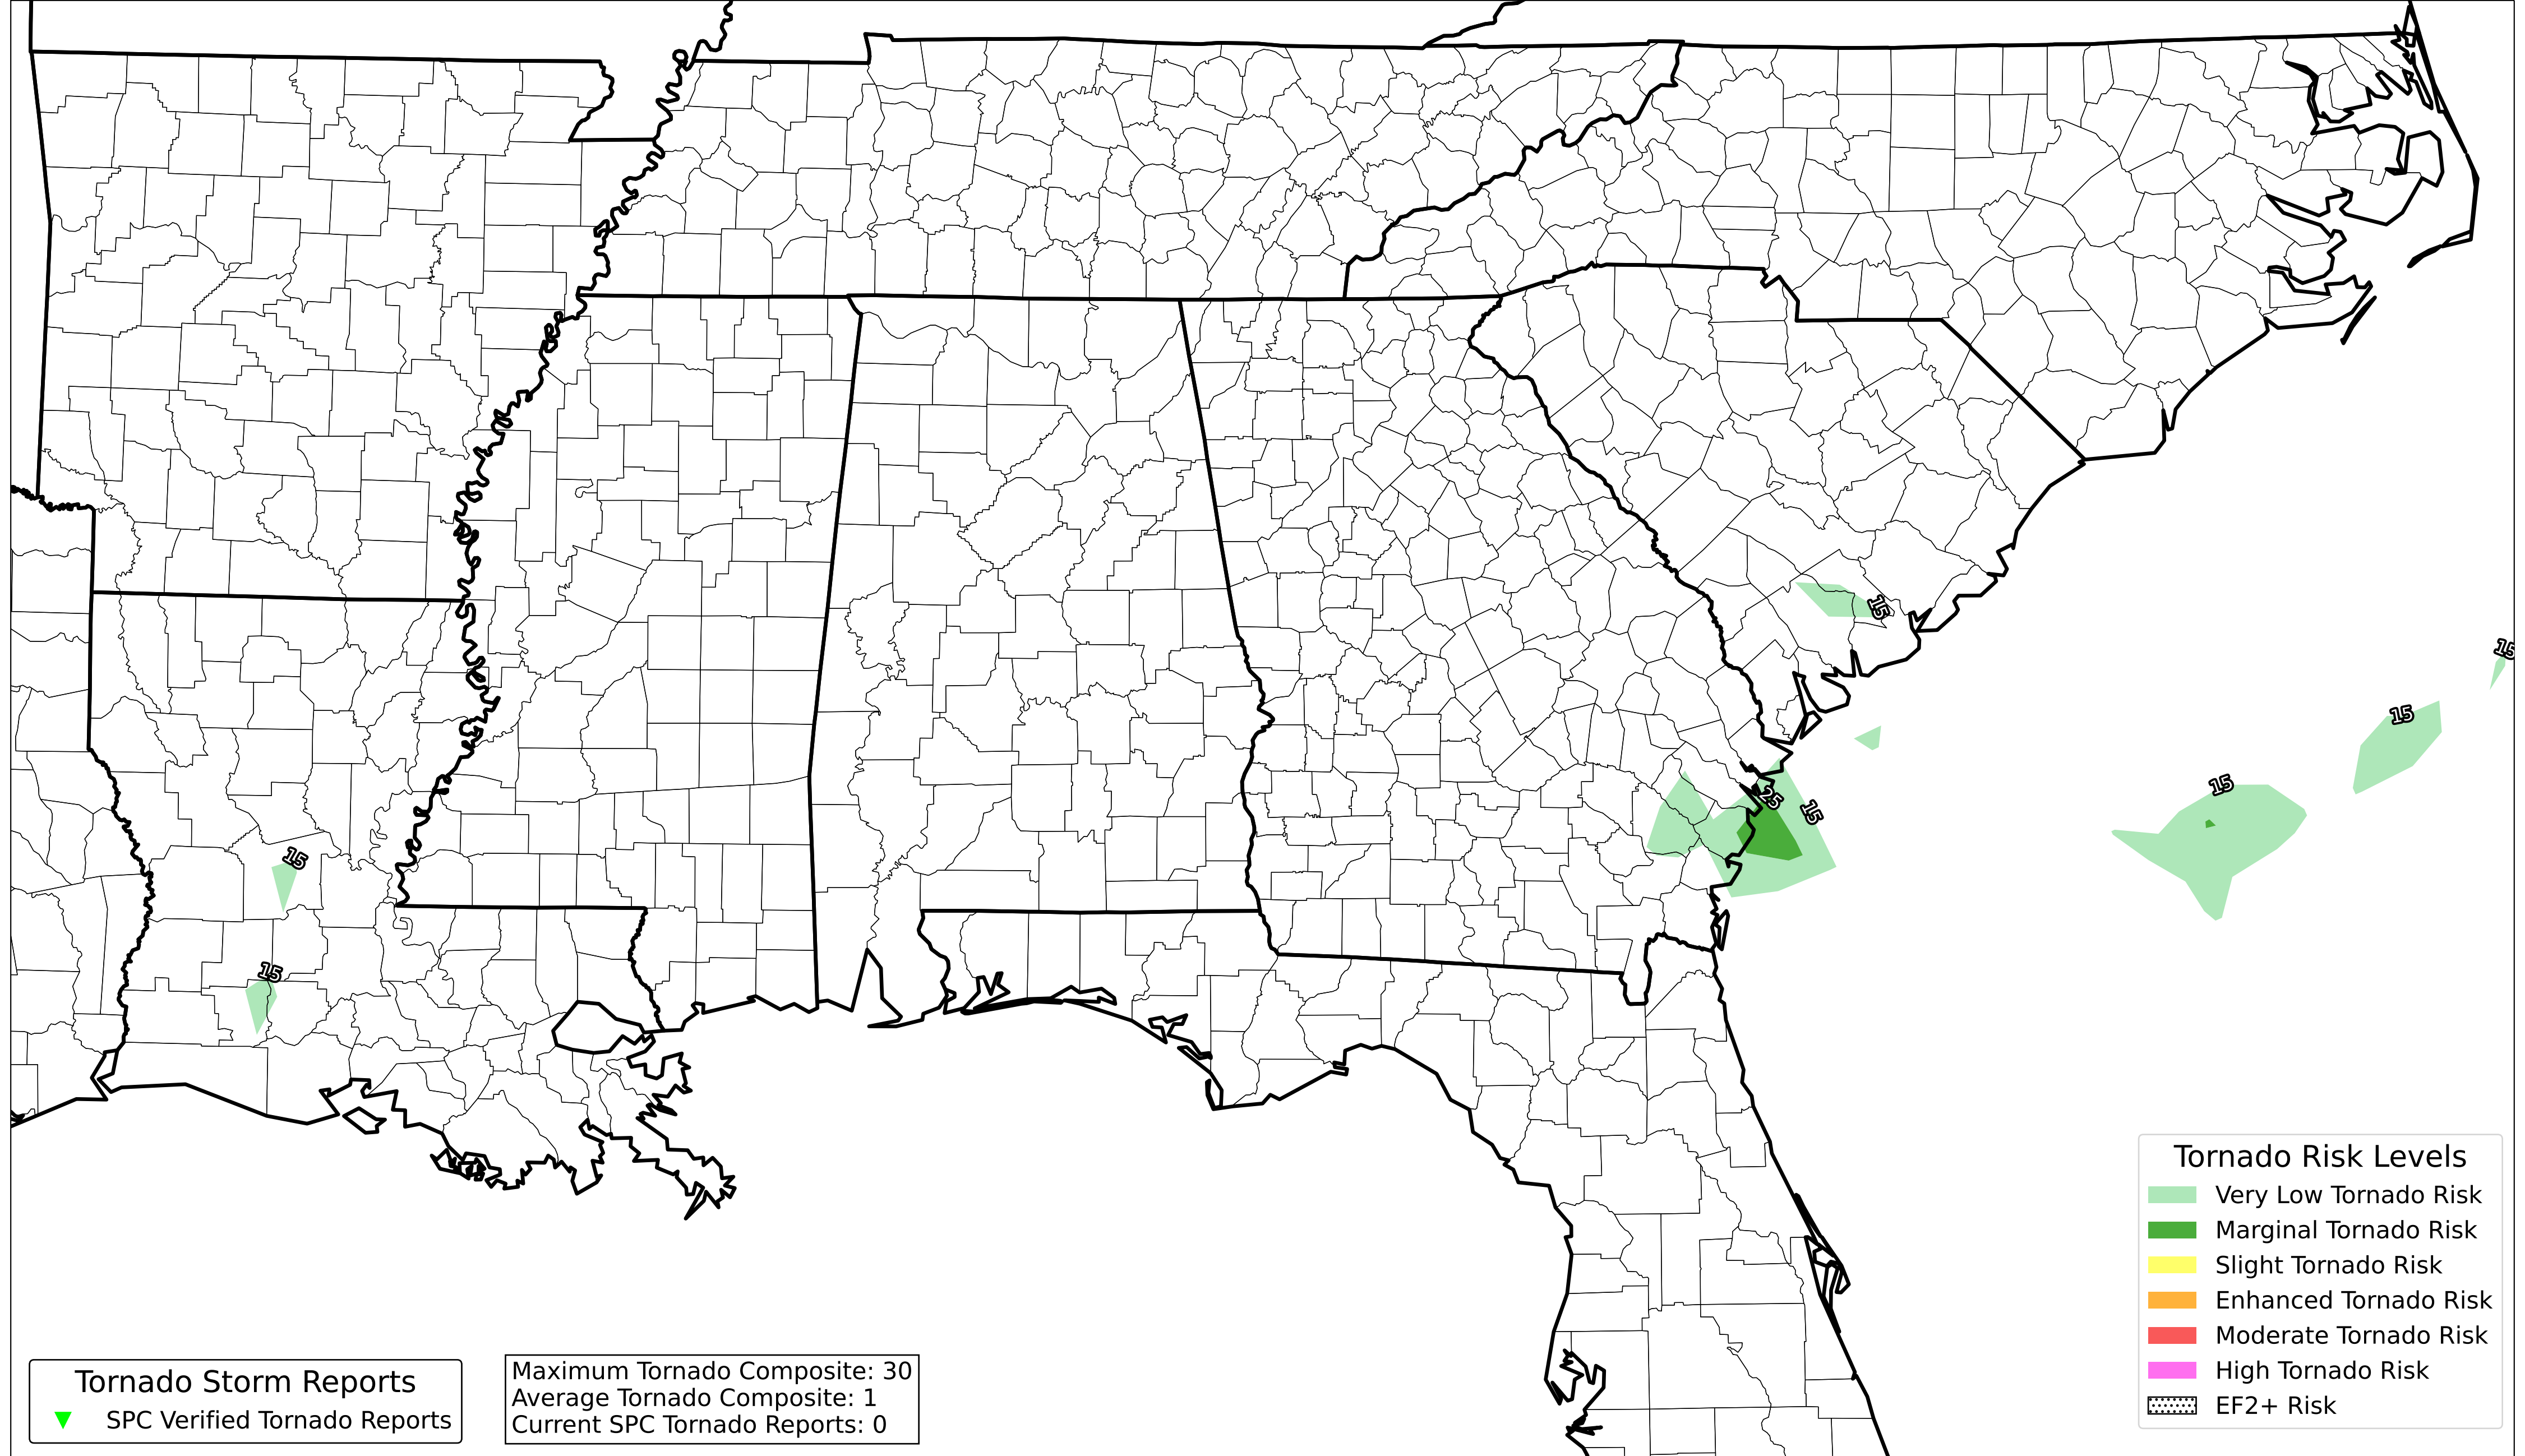 15
15
15
15
15
25
15
15
15
Tornado Risk Levels
Very Low Tornado Risk
Marginal Tornado Risk
Slight Tornado Risk
Enhanced Tornado Risk
Moderate Tornado Risk
High Tornado Risk
EF2+ Risk
Tornado Storm Reports
SPC Verified Tornado Reports
Maximum Tornado Composite: 30
Average Tornado Composite: 1
Current SPC Tornado Reports: 0